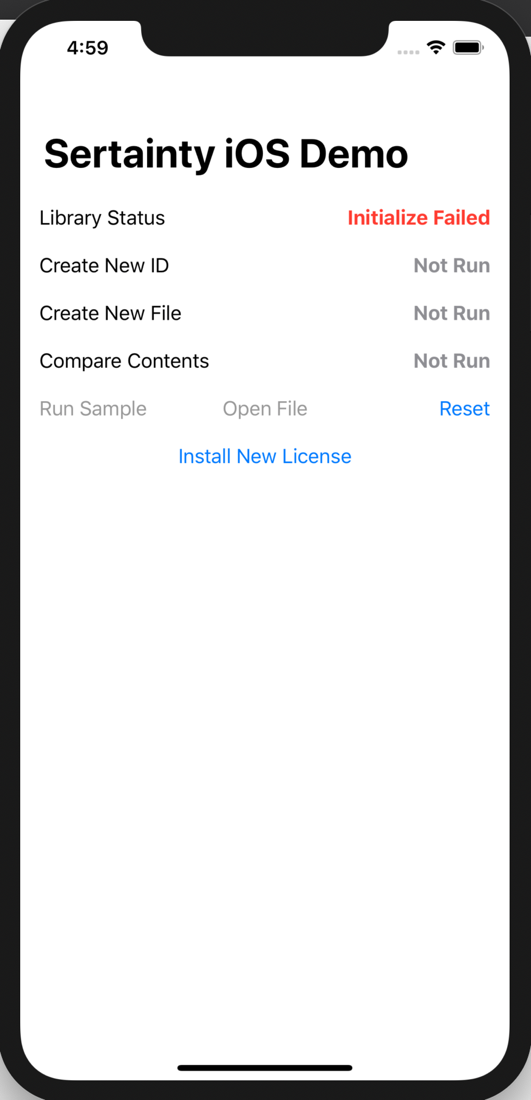 4:59
Sertainty iOS Demo
Library Status Initialize Failed
Create New ID Not Run
Create New File Not Run
Compare Contents Not Run
Run Sample Open File Reset
Install New License